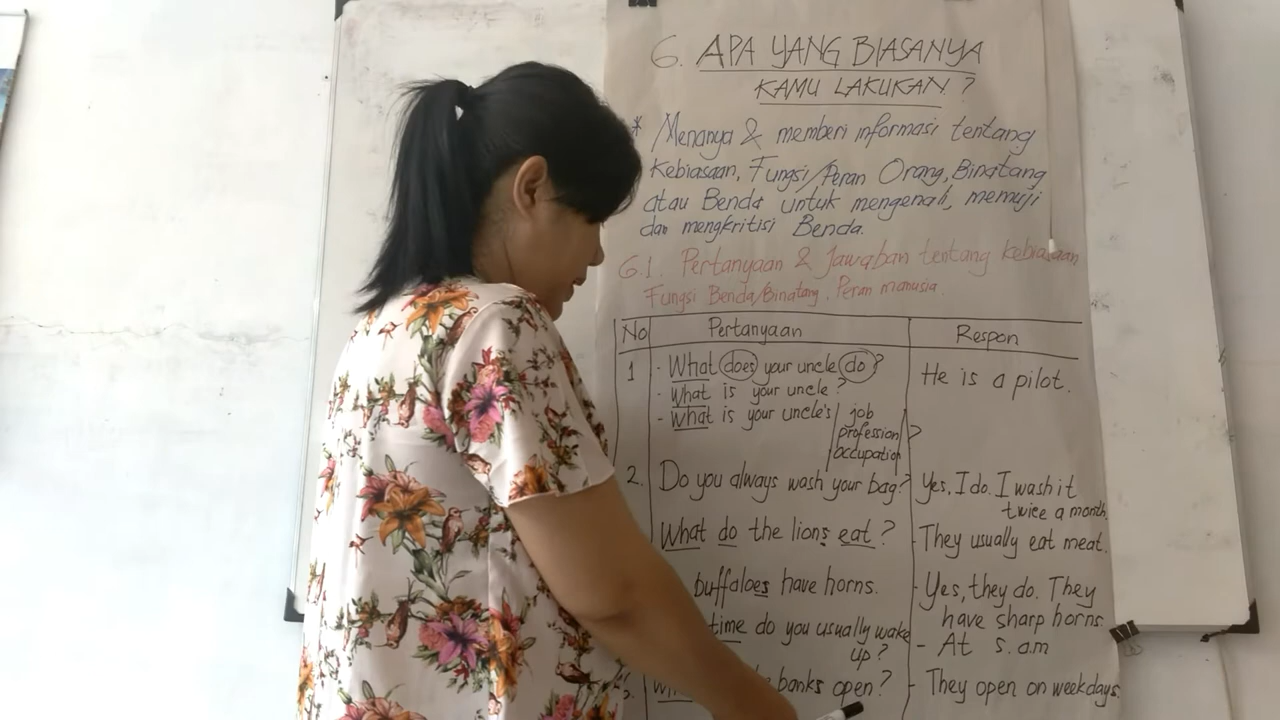 6. APA YANG BIASANYA
KAMU LAKUKAN?
* Menanya & memberi informasi tentang
Kebiasaan, Fungsi/Peran Orang, Binatang
atau Benda untuk mengenali, memuji
dan mengkritisi Benda.
6.1. Pertanyaan & Jawaban tentang kebiasaan
Fungsi Benda/Binatang, Peran manusia.
No Pertanyaan Respon
1 - What does your uncle do? He is a pilot.
- What is your uncle?
- What is your uncle's job
profession ?
occupation
2. Do you always wash your bag? Yes, I do. I wash it
twice a month.
What do the lions eat? - They usually eat meat.
buffaloes have horns. - Yes, they do. They
have sharp horns.
time do you usually wake - At 5.am
up?
banks open? - They open on weekdays.